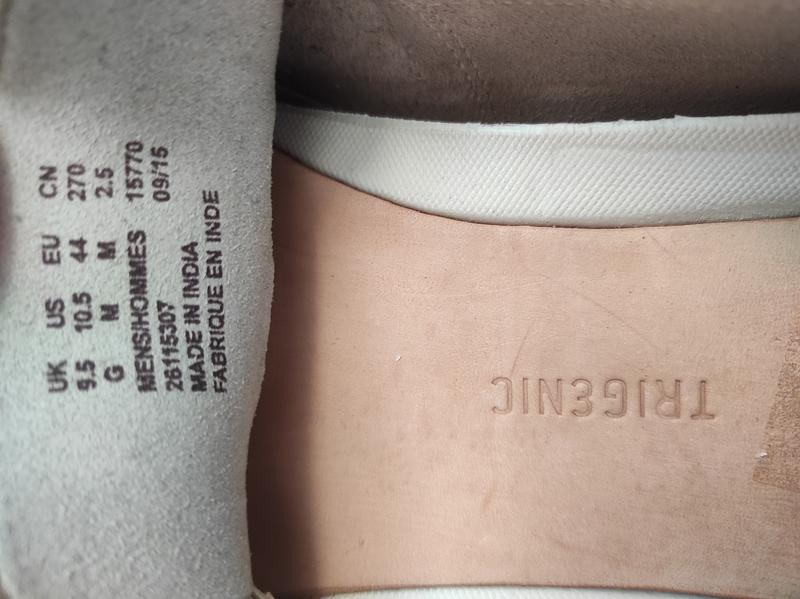 UK US EU CN
9.5 10.5 44 270
G M M 2.5
MENS/HOMMES 15770
26115307 09/15
MADE IN INDIA
FABRIQUE EN INDE
TRIGENIC